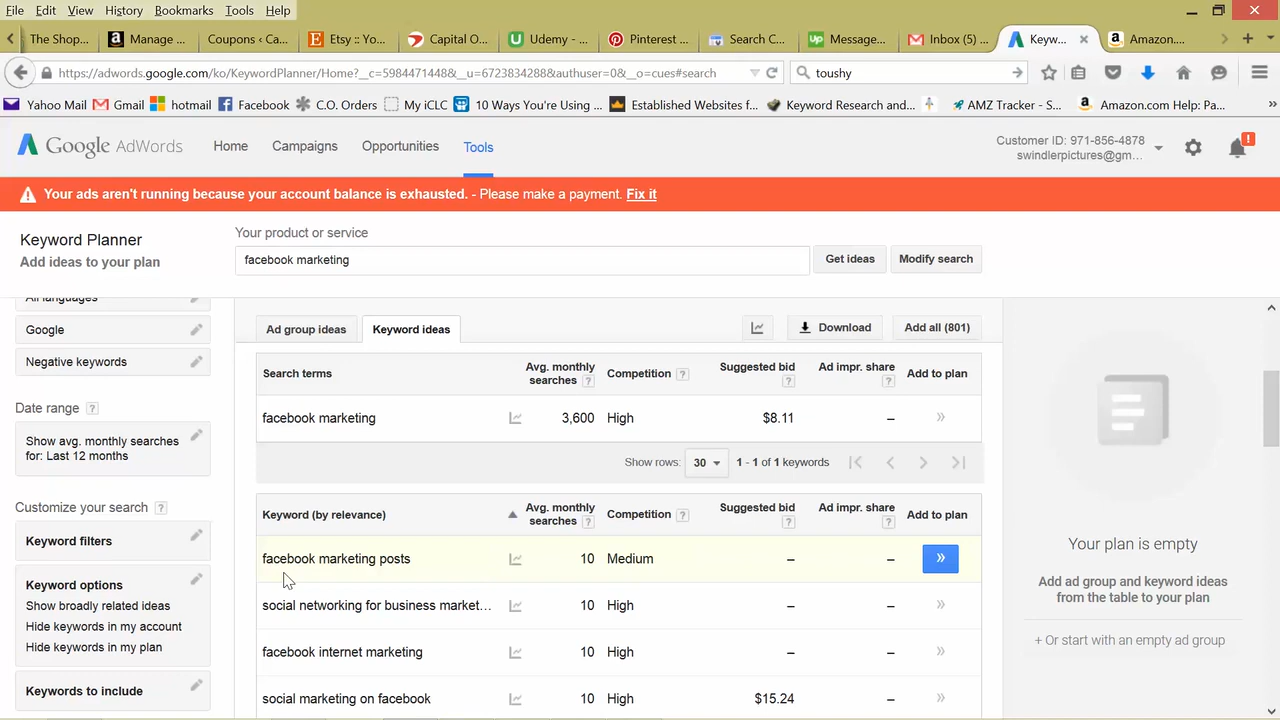 File Edit View History Bookmarks Tools Help
The Shop... Manage ... Coupons ‹ Ca... Etsy :: Yo... Capital O... Udemy - ... Pinterest ... Search C... Message... Inbox (5) ... Keyw... Amazon....
https://adwords.google.com/ko/KeywordPlanner/Home?__c=5984471448&__u=6723834288&authuser=0&__o=cues#search toushy
Yahoo Mail Gmail hotmail Facebook C.O. Orders My iCLC 10 Ways You're Using ... Established Websites f... Keyword Research and... AMZ Tracker - S... Amazon.com Help: Pa...
Google AdWords Home Campaigns Opportunities Tools
Customer ID: 971-856-4878
swindlerpictures@gm...
Your ads aren't running because your account balance is exhausted. - Please make a payment. Fix it
Keyword Planner
Add ideas to your plan
Your product or service
facebook marketing Get ideas Modify search
All languages
Google
Negative keywords
Date range ?
Show avg. monthly searches
for: Last 12 months
Customize your search ?
Keyword filters
Keyword options
Show broadly related ideas
Hide keywords in my account
Hide keywords in my plan
Keywords to include
Ad group ideas Keyword ideas Download Add all (801)
Search terms Avg. monthly searches ? Competition ? Suggested bid ? Ad impr. share ? Add to plan
facebook marketing 3,600 High $8.11 –
Show rows: 30 1 - 1 of 1 keywords
Keyword (by relevance) Avg. monthly searches ? Competition ? Suggested bid ? Ad impr. share ? Add to plan
facebook marketing posts 10 Medium – –
social networking for business market... 10 High – –
facebook internet marketing 10 High – –
social marketing on facebook 10 High $15.24 –
Your plan is empty
Add ad group and keyword ideas
from the table to your plan
+ Or start with an empty ad group